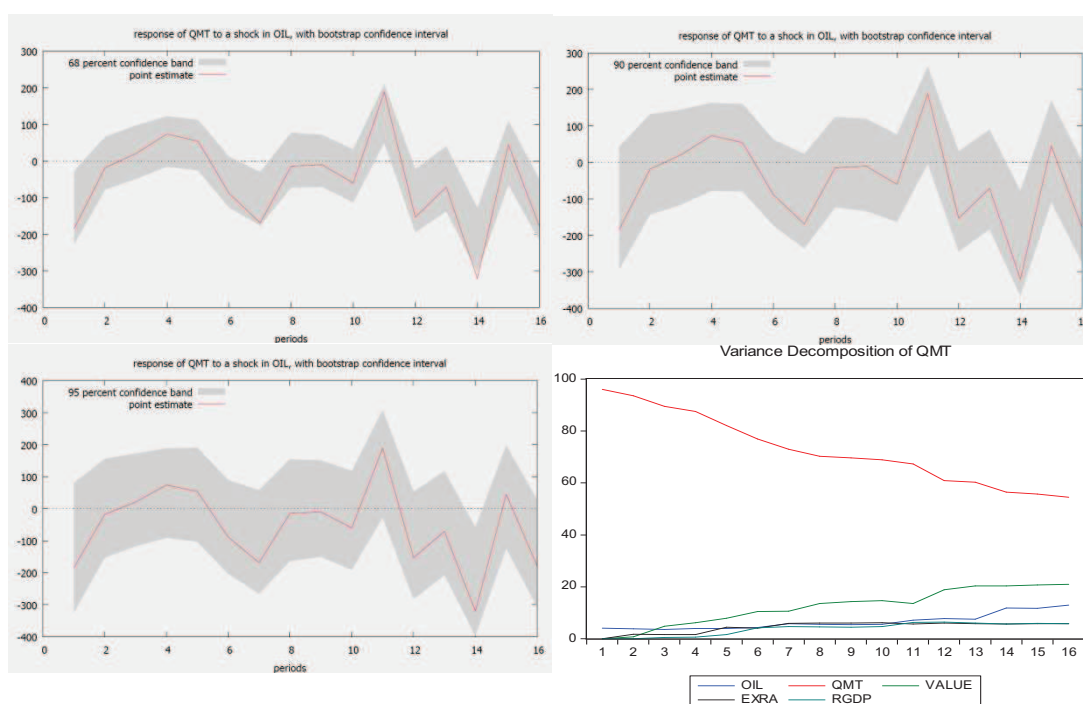 response of QMT to a shock in OIL, with bootstrap confidence interval
68 percent confidence band
point estimate
300
200
100
0
-100
-200
-300
-400
0 2 4 6 8 10 12 14 16
periods
response of QMT to a shock in OIL, with bootstrap confidence interval
90 percent confidence band
point estimate
300
200
100
0
-100
-200
-300
-400
0 2 4 6 8 10 12 14 16
periods
response of QMT to a shock in OIL, with bootstrap confidence interval
95 percent confidence band
point estimate
400
300
200
100
0
-100
-200
-300
-400
0 2 4 6 8 10 12 14 16
periods
Variance Decomposition of QMT
100
80
60
40
20
0
1 2 3 4 5 6 7 8 9 10 11 12 13 14 15 16
OIL QMT VALUE
EXRA RGDP